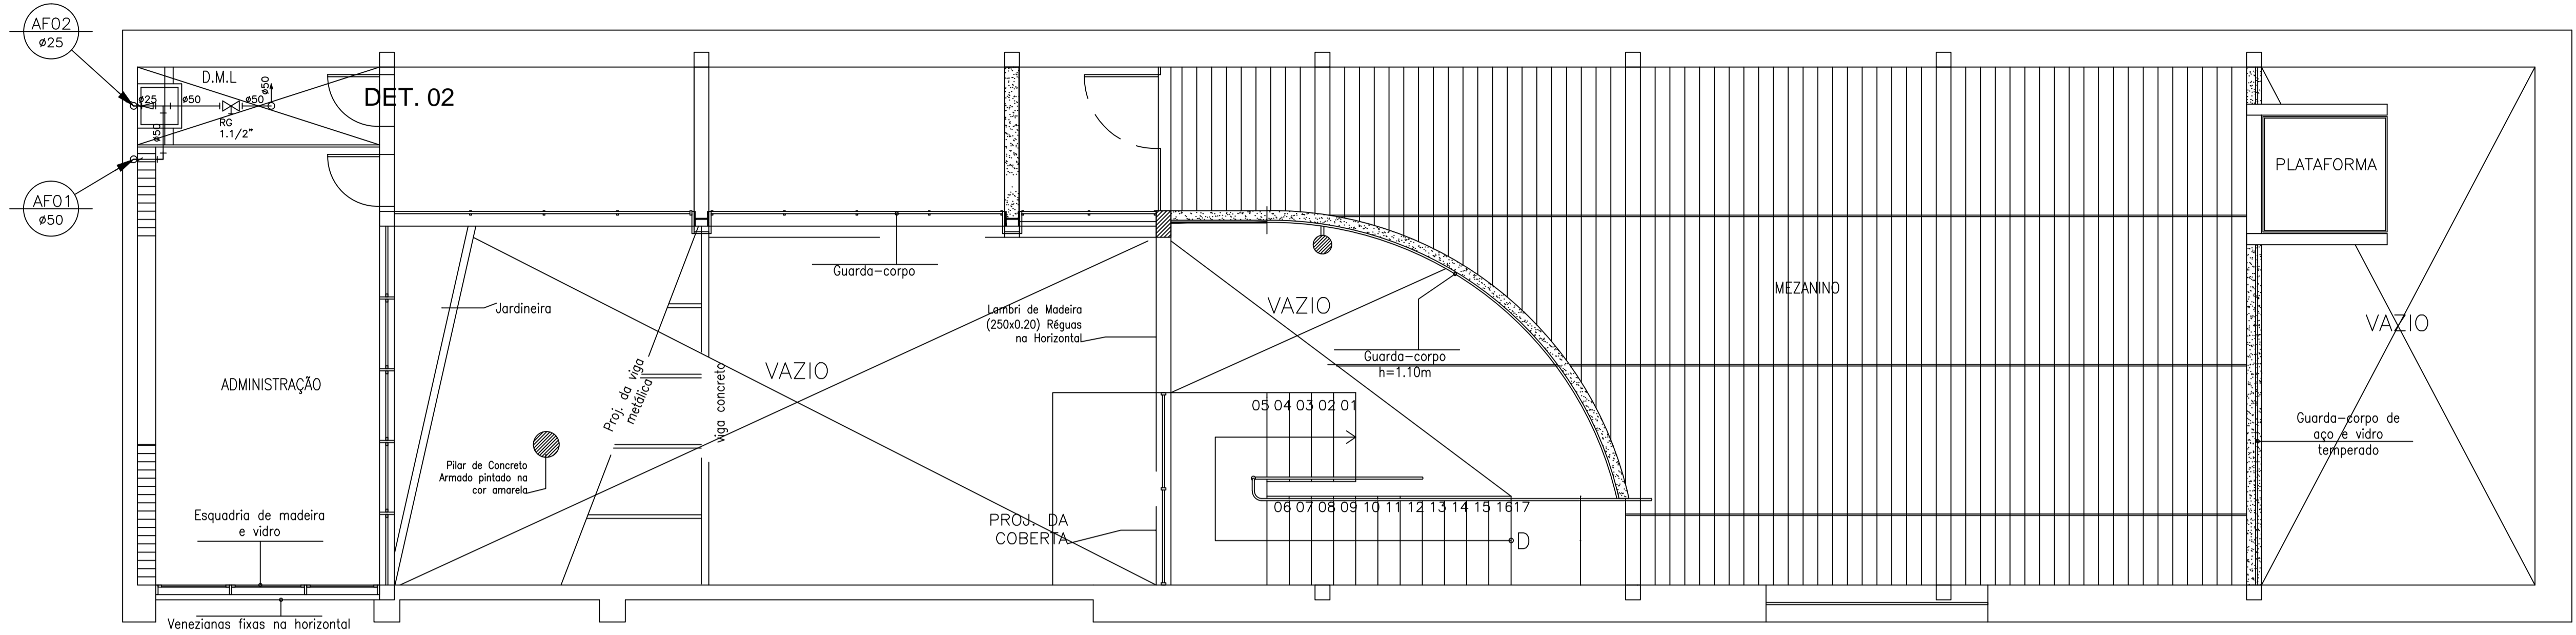 AF02
ø25
D.M.L
ø50
DET. 02
ø25
ø50
ø50
RG
1.1/2"
ø50
AF01
ø50
PLATAFORMA
Guarda-corpo
Jardineira
Lambri de Madeira
(250x0.20) Réguas
na Horizontal
VAZIO
MEZANINO
VAZIO
Guarda-corpo
h=1.10m
VAZIO
ADMINISTRAÇÃO
Proj. da viga
metálica
viga concreto
05 04 03 02 01
Guarda-corpo de
aço e vidro
temperado
Pilar de Concreto
Armado pintado na
cor amarela
06 07 08 09 10 11 12 13 14 15 16 17
Esquadria de madeira
e vidro
PROJ. DA
COBERTA
D
Venezianas fixas na horizontal